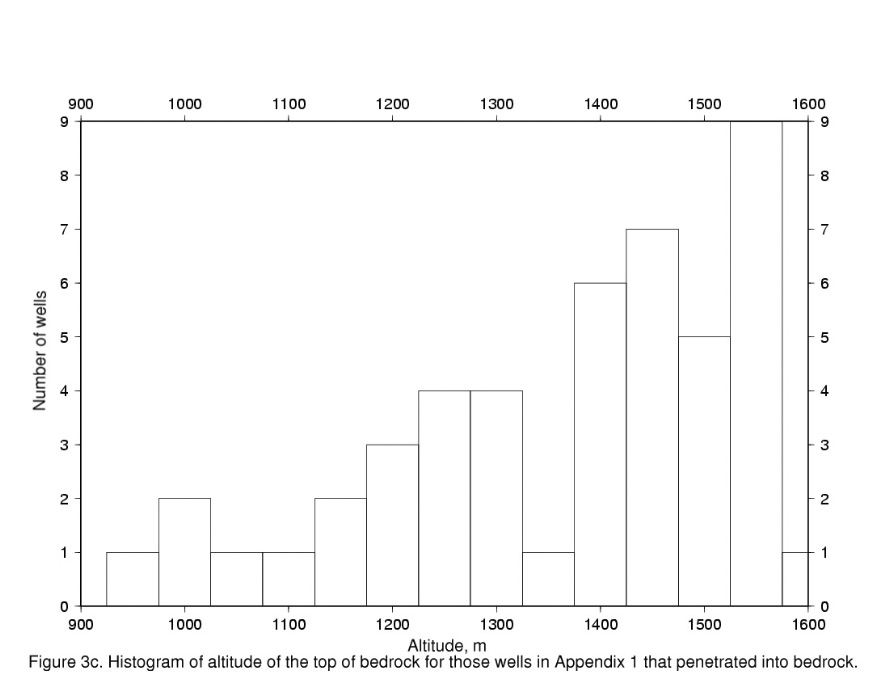 900 1000 1100 1200 1300 1400 1500 1600
9 9
8 8
7 7
6 6
5 5
4 4
3 3
2 2
1 1
0 0
Number of wells
900 1000 1100 1200 1300 1400 1500 1600
Altitude, m
Figure 3c. Histogram of altitude of the top of bedrock for those wells in Appendix 1 that penetrated into bedrock.